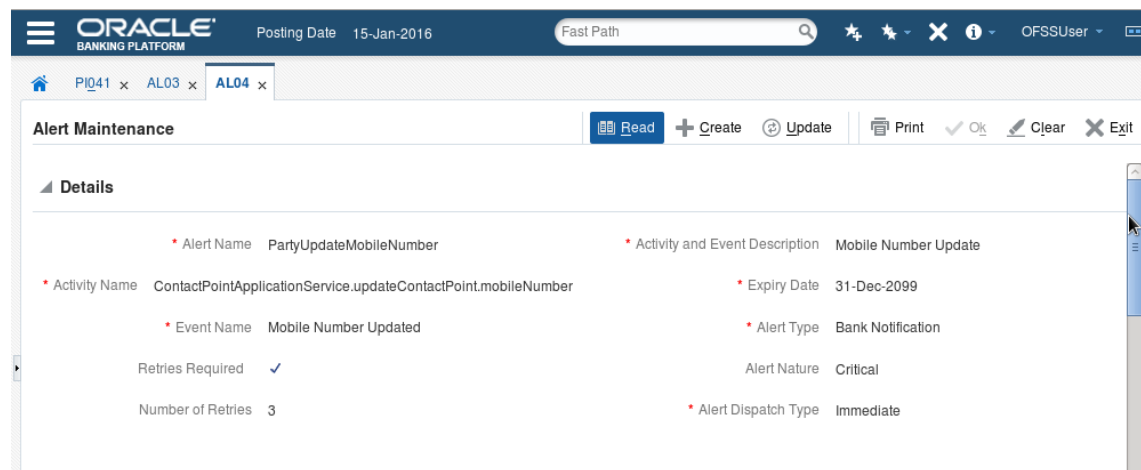 ORACLE
BANKING PLATFORM
Posting Date 15-Jan-2016
Fast Path
OFSSUser
PI041 x AL03 x AL04 x
Alert Maintenance
Read Create Update Print Ok Clear Exit
Details
* Alert Name PartyUpdateMobileNumber * Activity and Event Description Mobile Number Update
* Activity Name ContactPointApplicationService.updateContactPoint.mobileNumber * Expiry Date 31-Dec-2099
* Event Name Mobile Number Updated * Alert Type Bank Notification
Retries Required ✓ Alert Nature Critical
Number of Retries 3 * Alert Dispatch Type Immediate